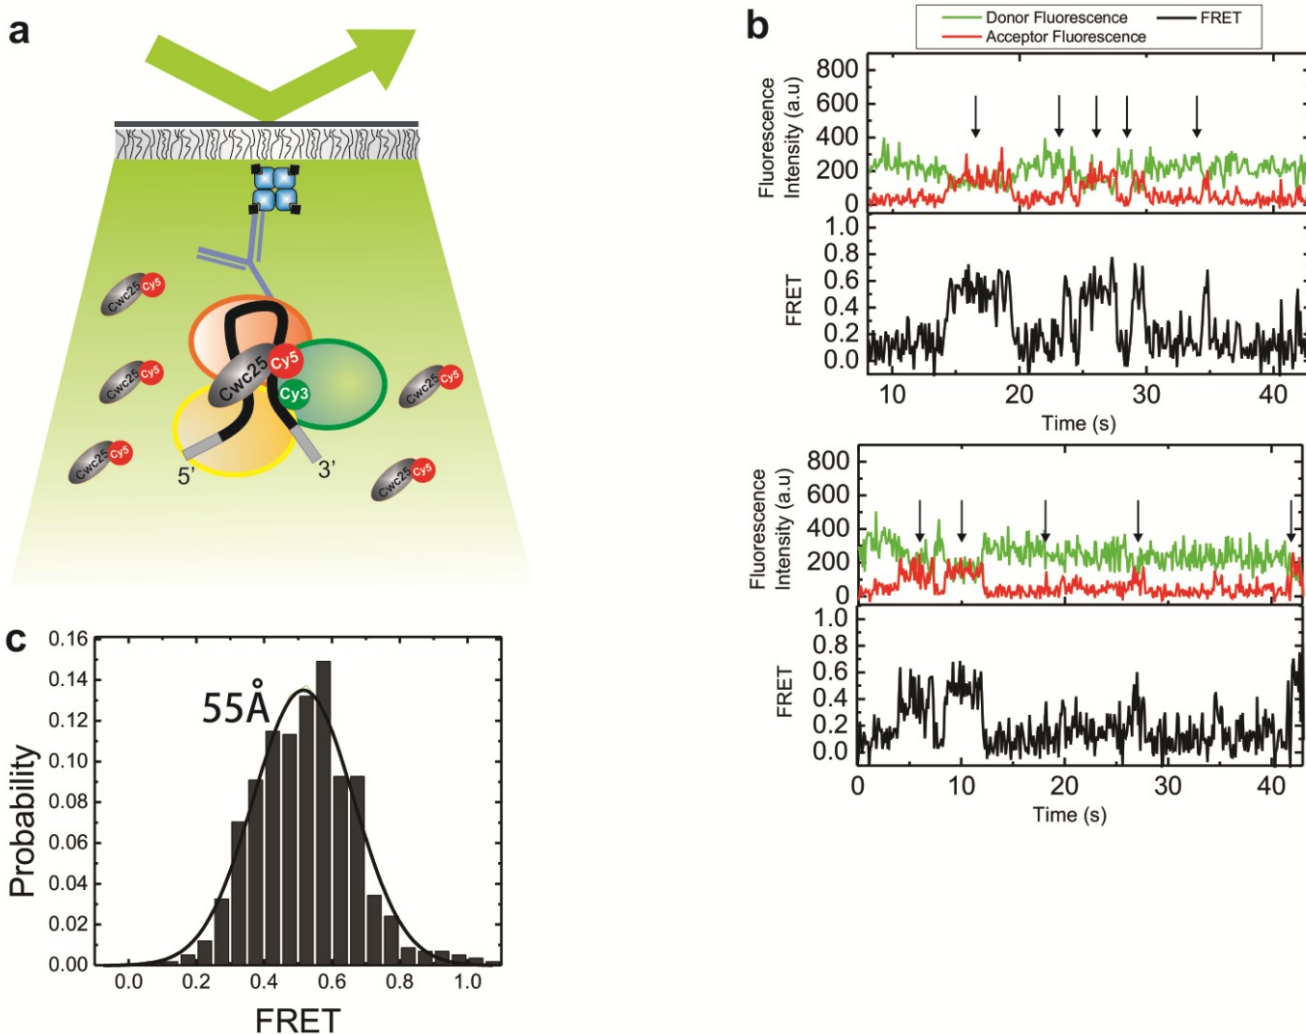 a
Cwc25 Cy5
Cwc25 Cy5
Cwc25 Cy5
Cwc25 Cy5
Cy3
Cwc25 Cy5
Cwc25 Cy5
5'
3'
b
Donor Fluorescence
FRET
Acceptor Fluorescence
Fluorescence
Intensity (a.u)
800
600
400
200
0
FRET
1.0
0.8
0.6
0.4
0.2
0.0
10 20 30 40
Time (s)
Fluorescence
Intensity (a.u)
800
600
400
200
0
FRET
1.0
0.8
0.6
0.4
0.2
0.0
0 10 20 30 40
Time (s)
c
55Å
Probability
0.16
0.14
0.12
0.10
0.08
0.06
0.04
0.02
0.00
0.0 0.2 0.4 0.6 0.8 1.0
FRET